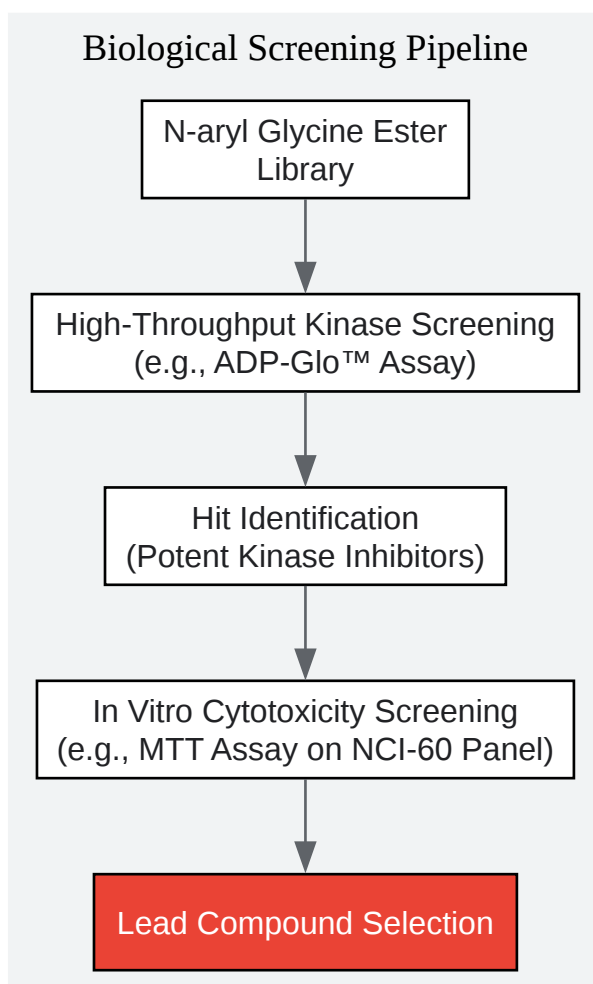 Biological Screening Pipeline
N-aryl Glycine Ester
Library
High-Throughput Kinase Screening
(e.g., ADP-Glo™ Assay)
Hit Identification
(Potent Kinase Inhibitors)
In Vitro Cytotoxicity Screening
(e.g., MTT Assay on NCI-60 Panel)
Lead Compound Selection